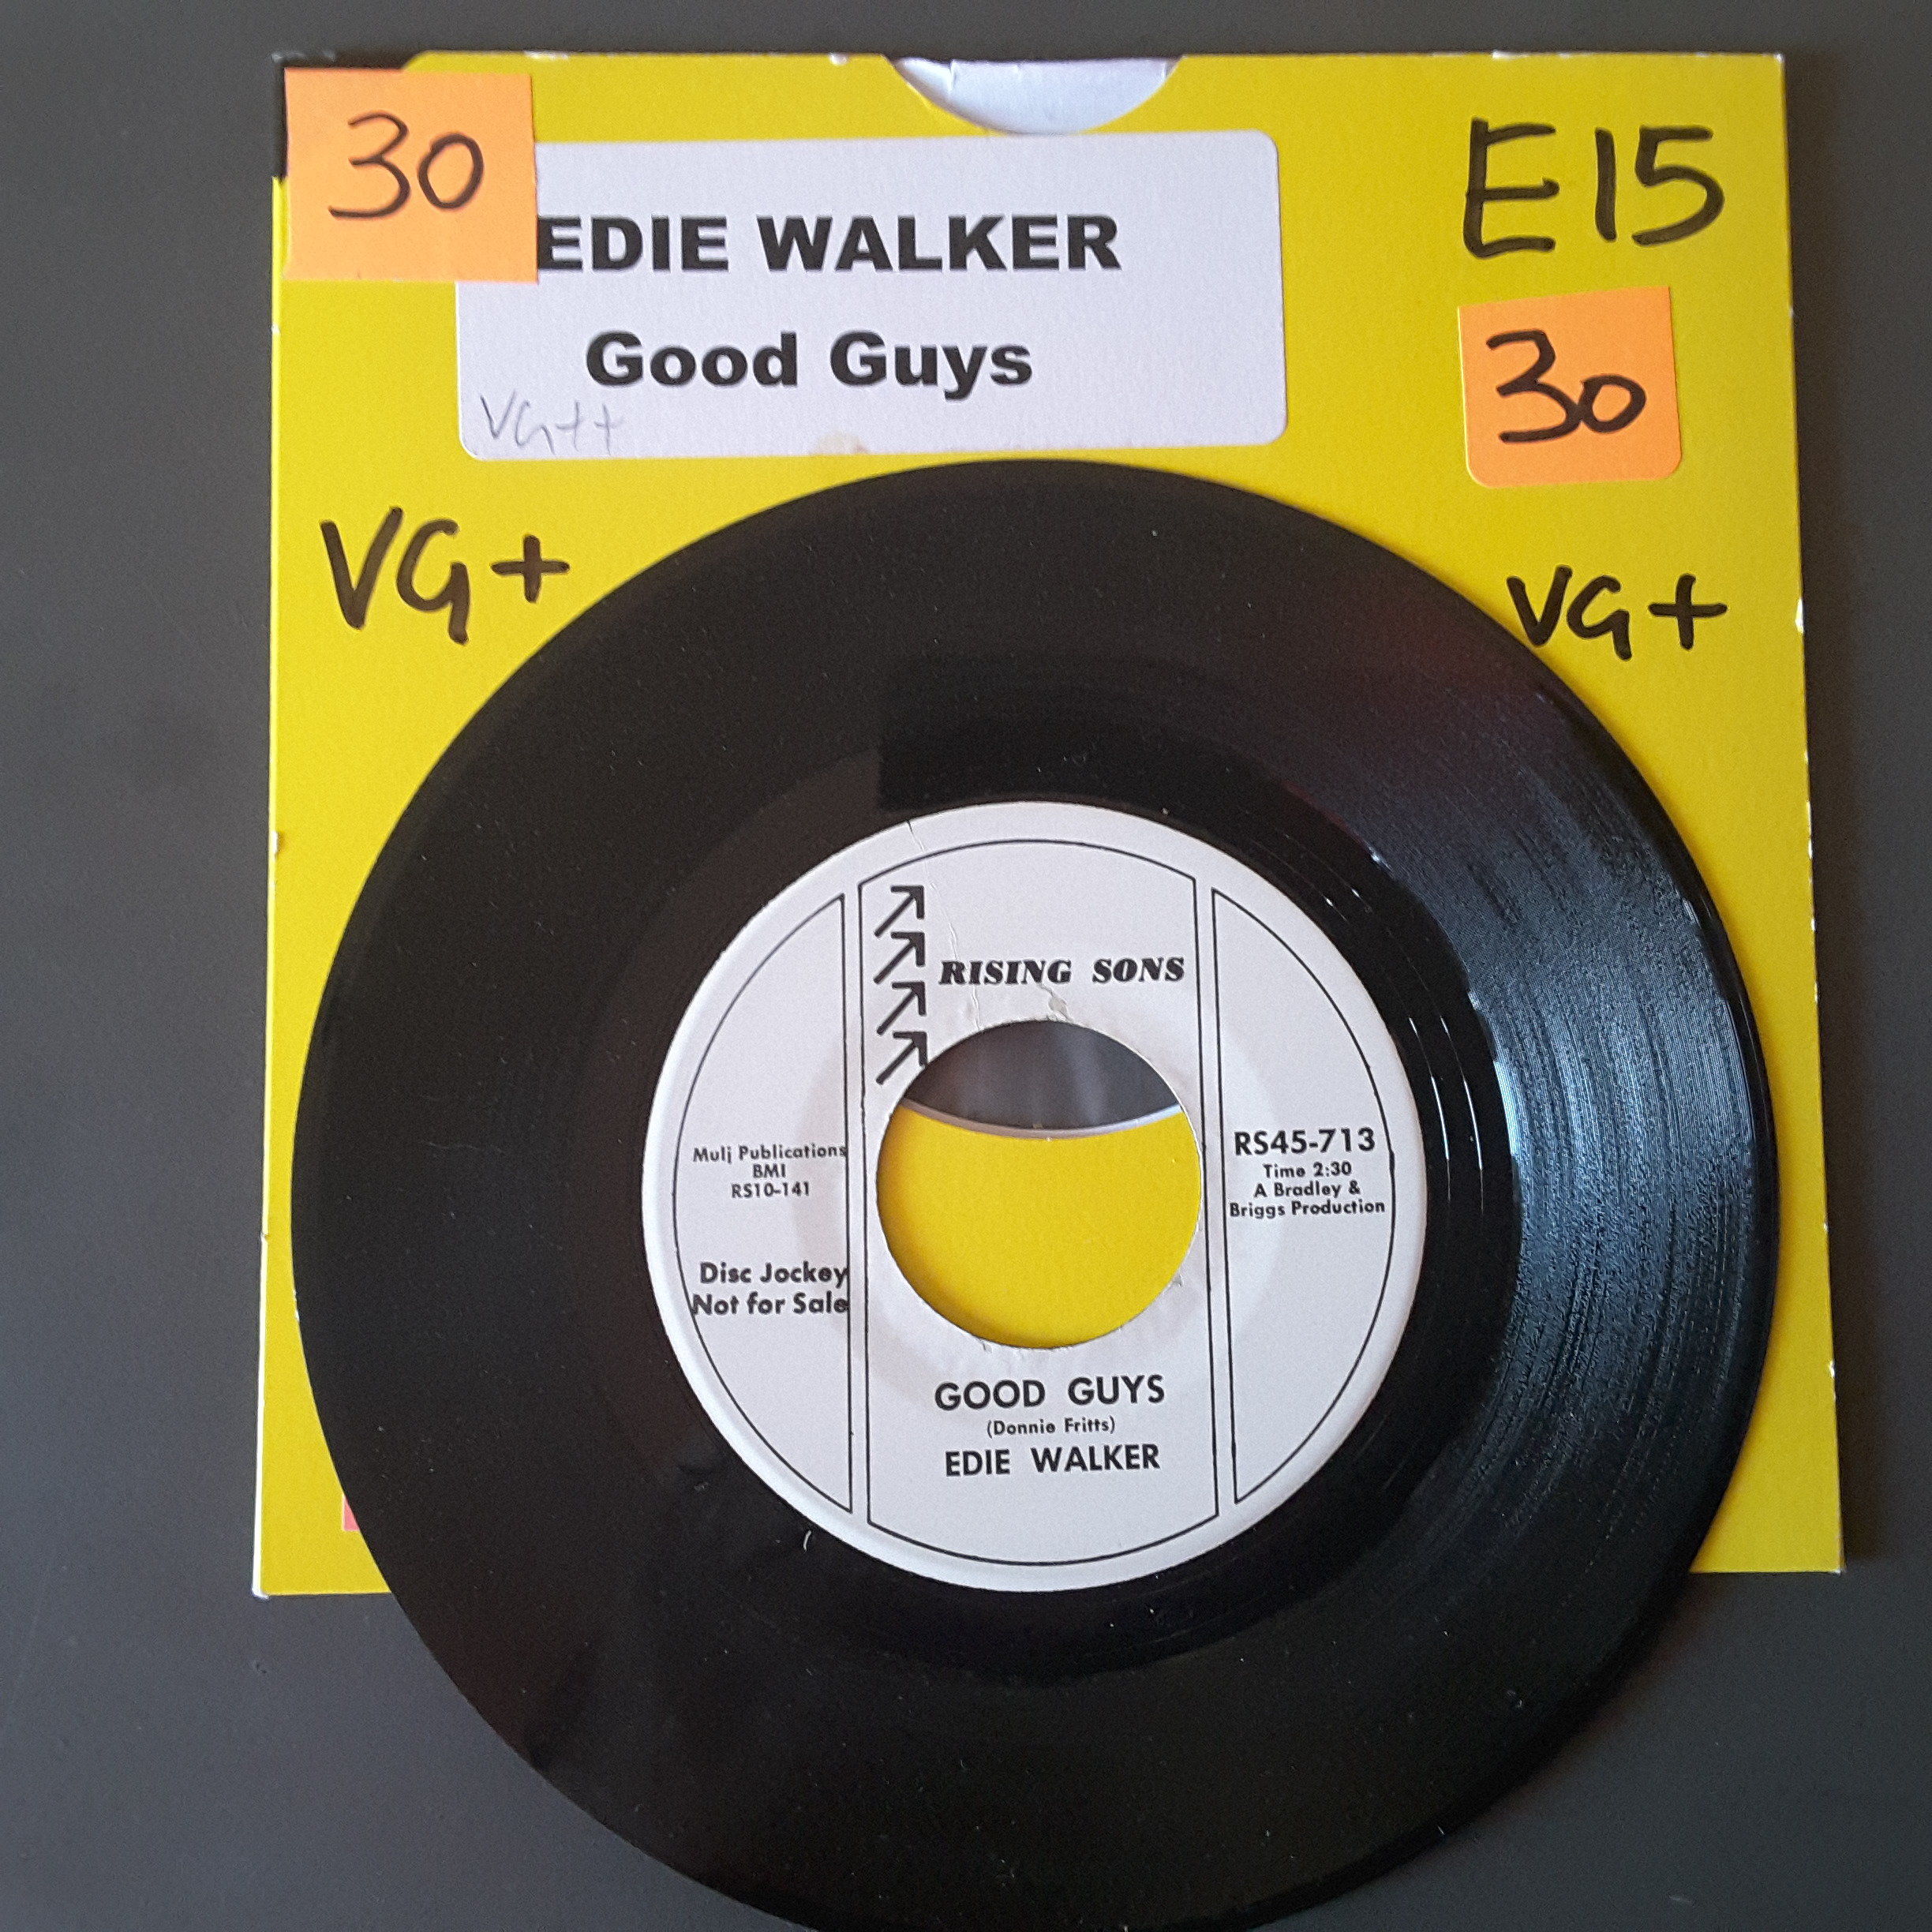 30
E15
EDIE WALKER
Good Guys
VG++
30
VG+
VG+
RISING SONS
Mulj Publications
BMI
RS10-141
Disc Jockey
Not for Sale
RS45-713
Time 2:30
A Bradley &
Briggs Production
GOOD GUYS
(Donnie Fritts)
EDIE WALKER